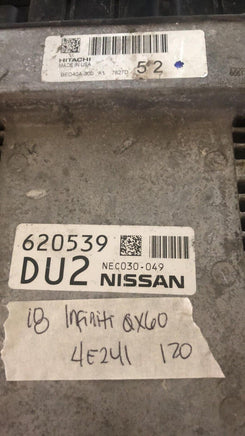 HITACHI
MADE IN USA
52
620539
DU2
NEC030-049
NISSAN
18 Infiniti QX60
4E241 120